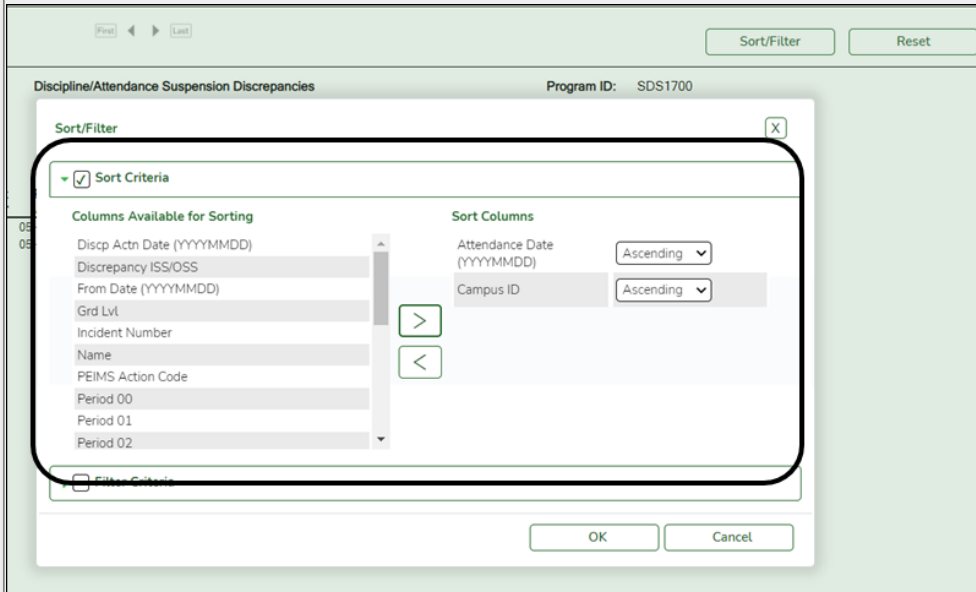 First Last
Sort/Filter Reset
Discipline/Attendance Suspension Discrepancies Program ID: SDS1700
Sort/Filter X
Sort Criteria
Columns Available for Sorting Sort Columns
Discp Actn Date (YYYYMMDD)
Discrepancy ISS/OSS
From Date (YYYYMMDD)
Grd Lvl
Incident Number
Name
PEIMS Action Code
Period 00
Period 01
Period 02
Attendance Date
(YYYYMMDD) Ascending
Campus ID Ascending
>
<
05
05
Filter Criteria
OK Cancel